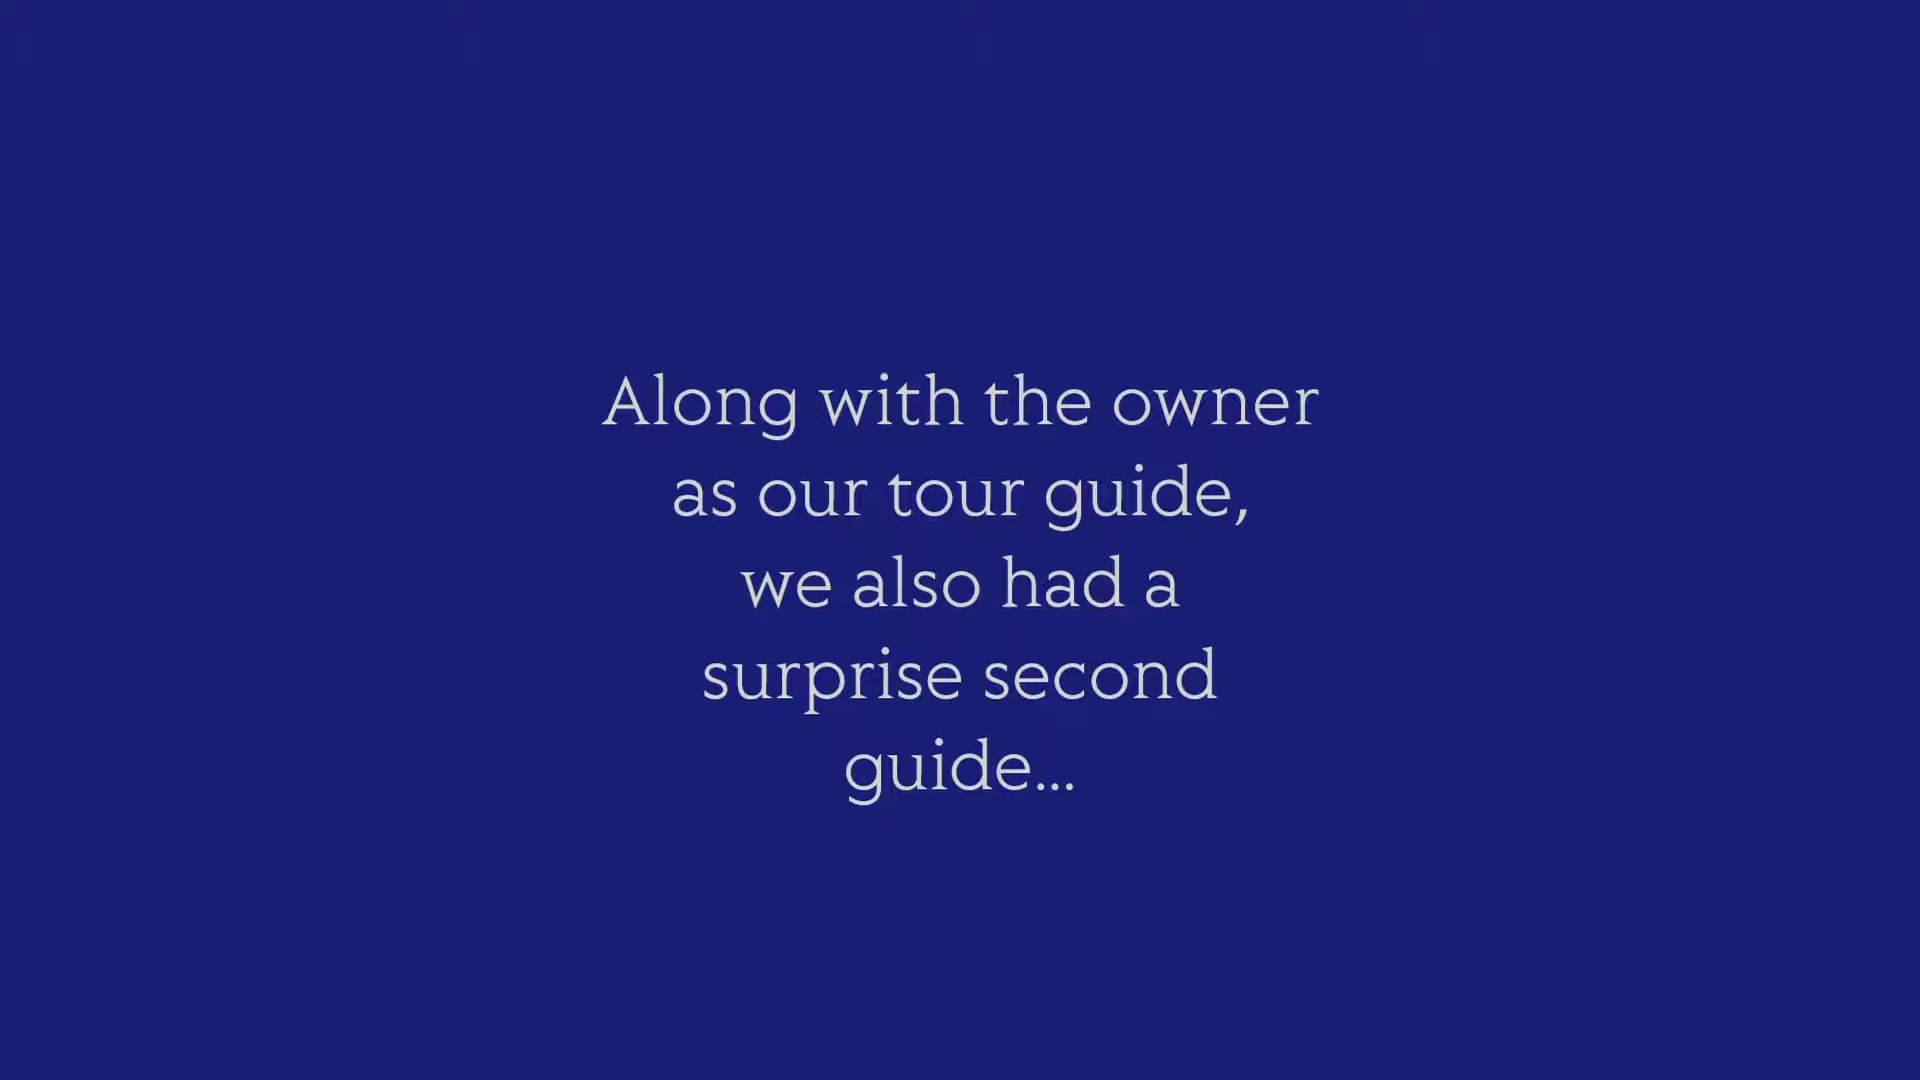 Along with the owner
as our tour guide,
we also had a
surprise second
guide...